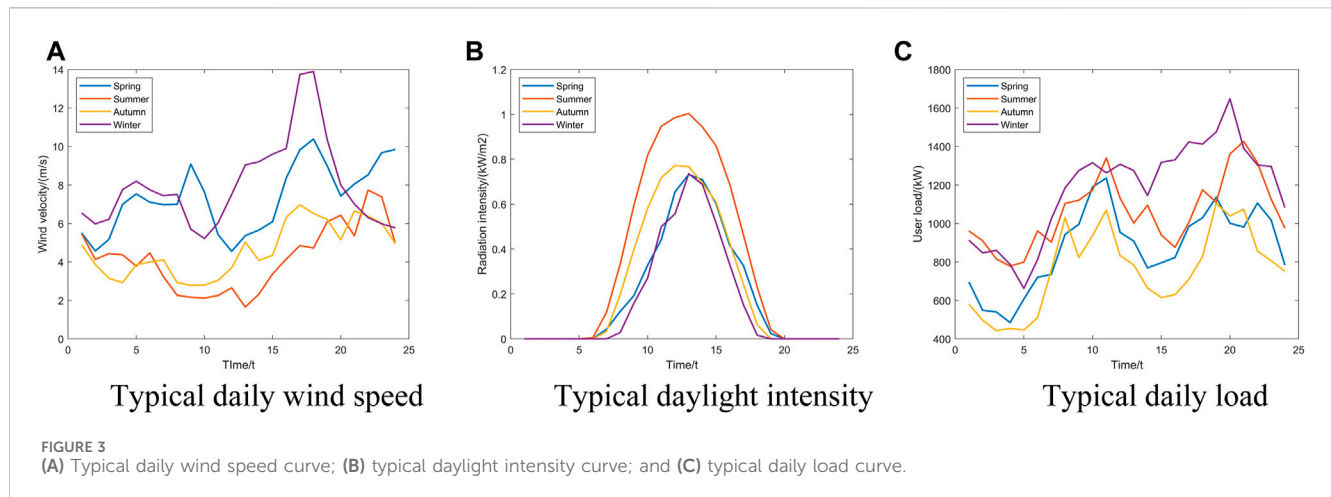 A
Wind velocity/(m/s)
14
12
10
8
6
4
2
0
0 5 10 15 20 25
TIme/t
Spring
Summer
Autumn
Winter
Typical daily wind speed
B
Radiation intensity/(kW/m2)
1.2
1
0.8
0.6
0.4
0.2
0
0 5 10 15 20 25
Time/t
Spring
Summer
Autumn
Winter
Typical daylight intensity
C
User load/(kW)
1800
1600
1400
1200
1000
800
600
400
0 5 10 15 20 25
Time/t
Spring
Summer
Autumn
Winter
Typical daily load
FIGURE 3
(A) Typical daily wind speed curve; (B) typical daylight intensity curve; and (C) typical daily load curve.